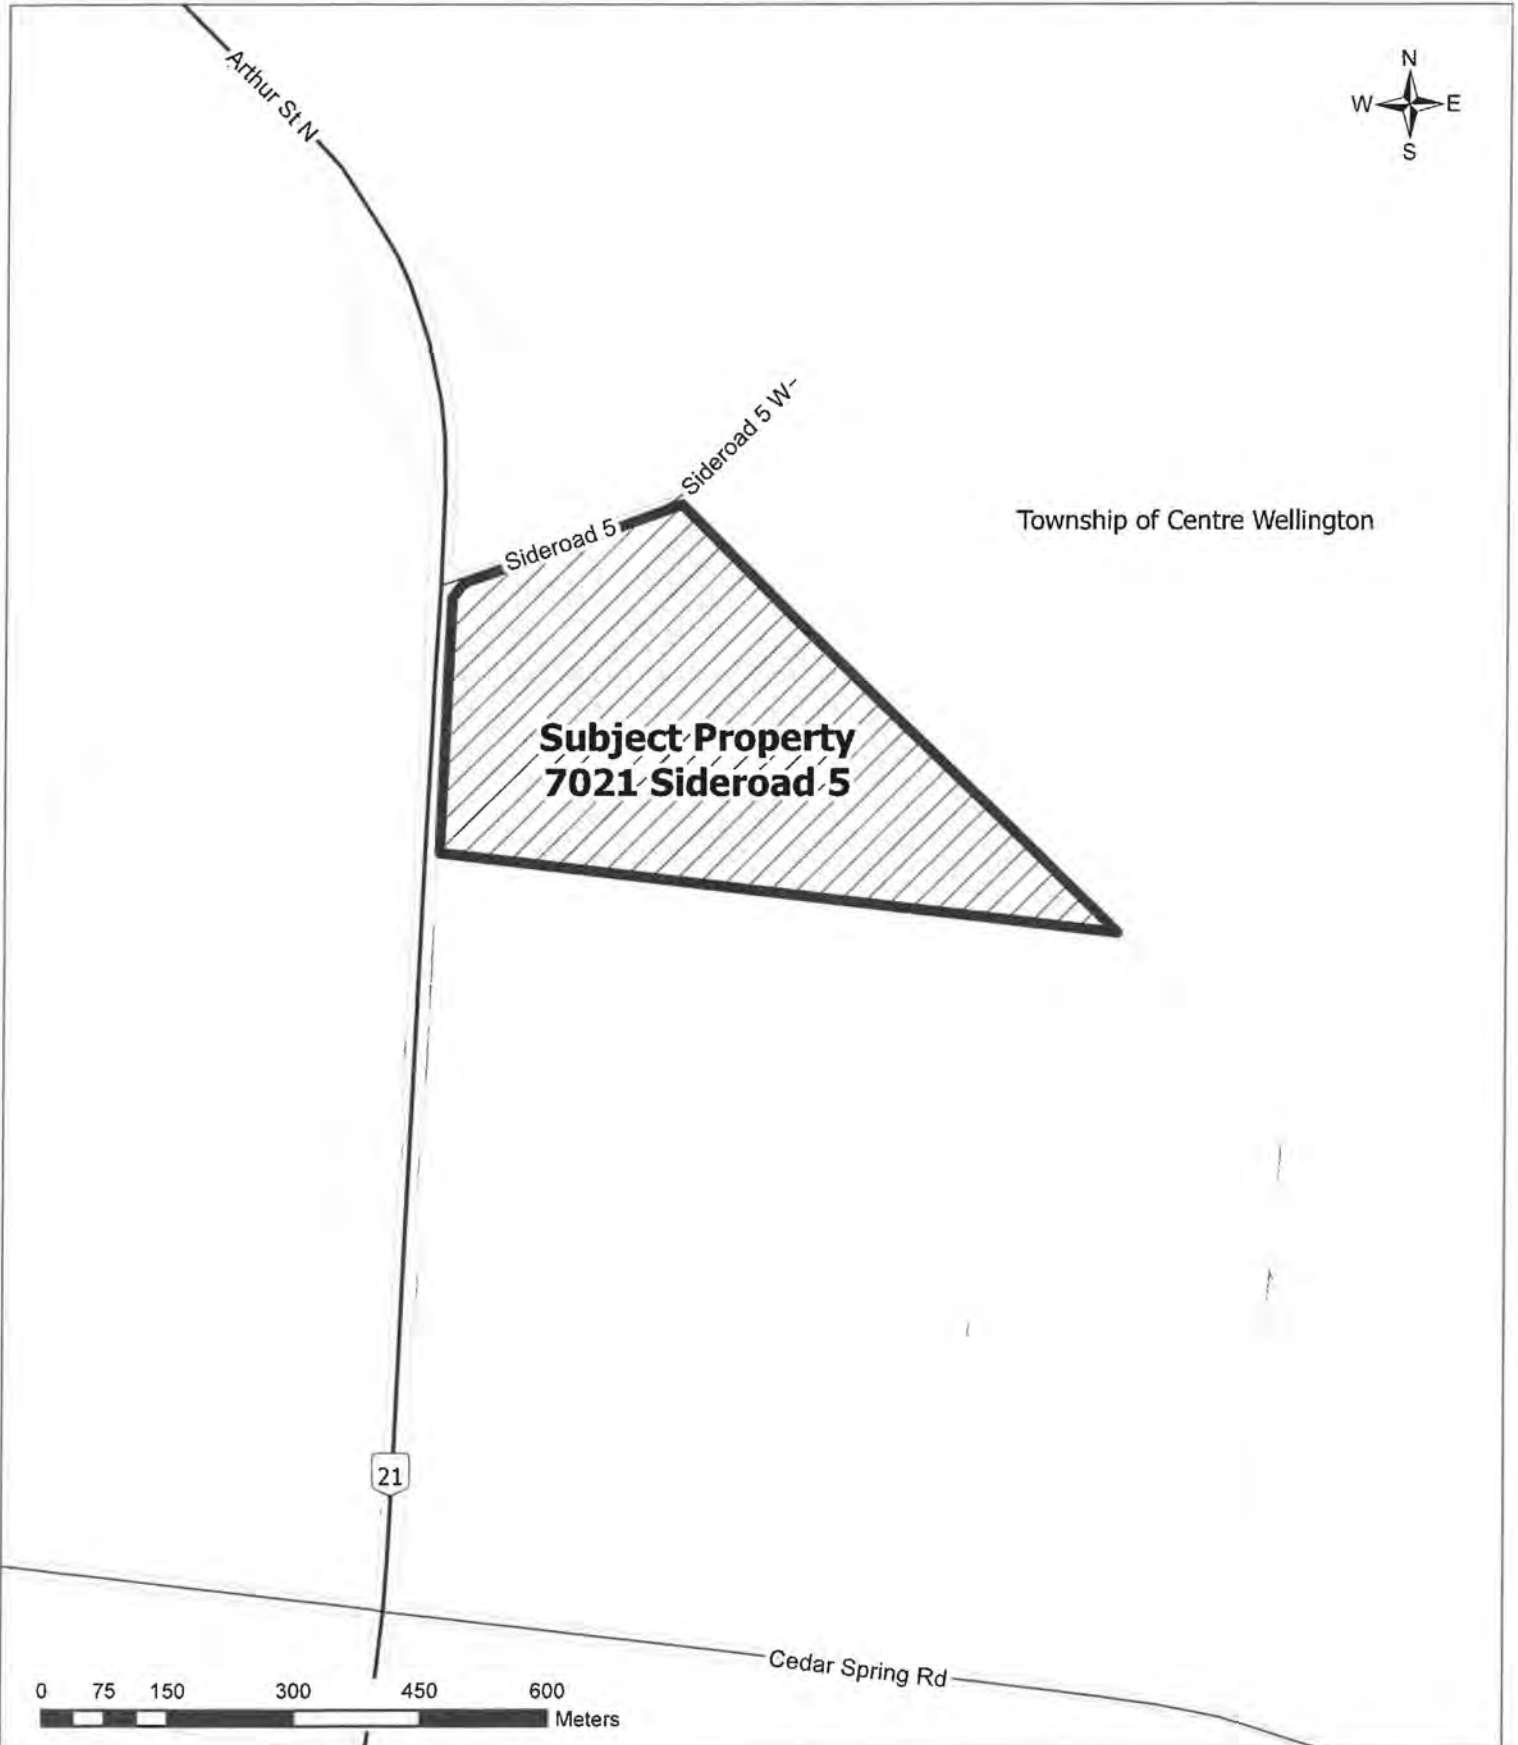 Arthur St N
N
W E
S
Sideroad 5 W
Township of Centre Wellington
Sideroad 5
Subject Property
7021 Sideroad 5
21
Cedar Spring Rd
0 75 150 300 450 600
Meters